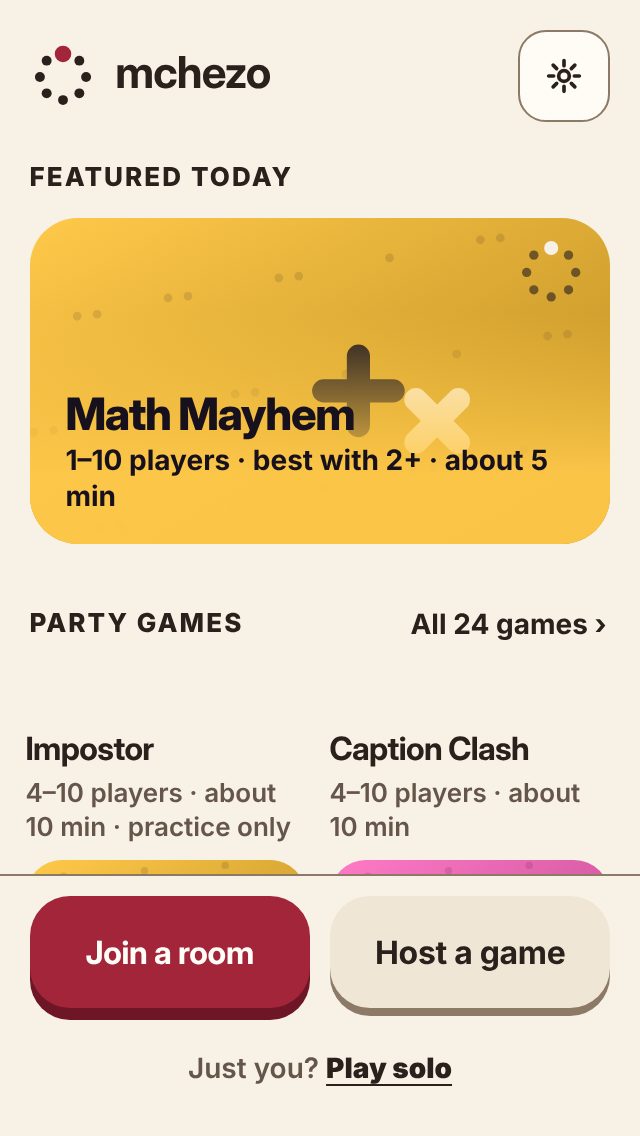 mchezo
FEATURED TODAY
Math Mayhem
1–10 players · best with 2+ · about 5
min
PARTY GAMES
All 24 games ›
Impostor
4–10 players · about
10 min · practice only
Caption Clash
4–10 players · about
10 min
Join a room
Host a game
Just you? Play solo